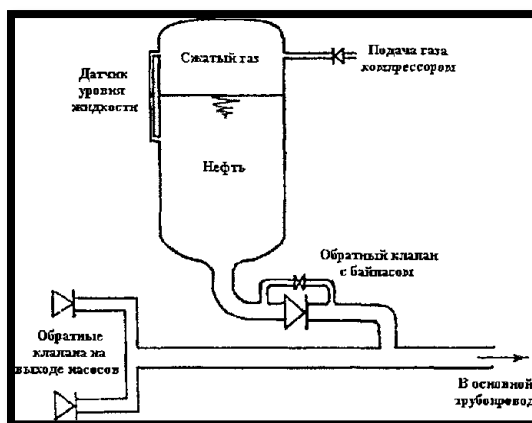 Сжатый газ
Подача газа
компрессором
Датчик
уровня
жидкости
Нефть
Обратный клапан
с байпасом
Обратные
клапана на
выходе насосов
В основной
трубопровод